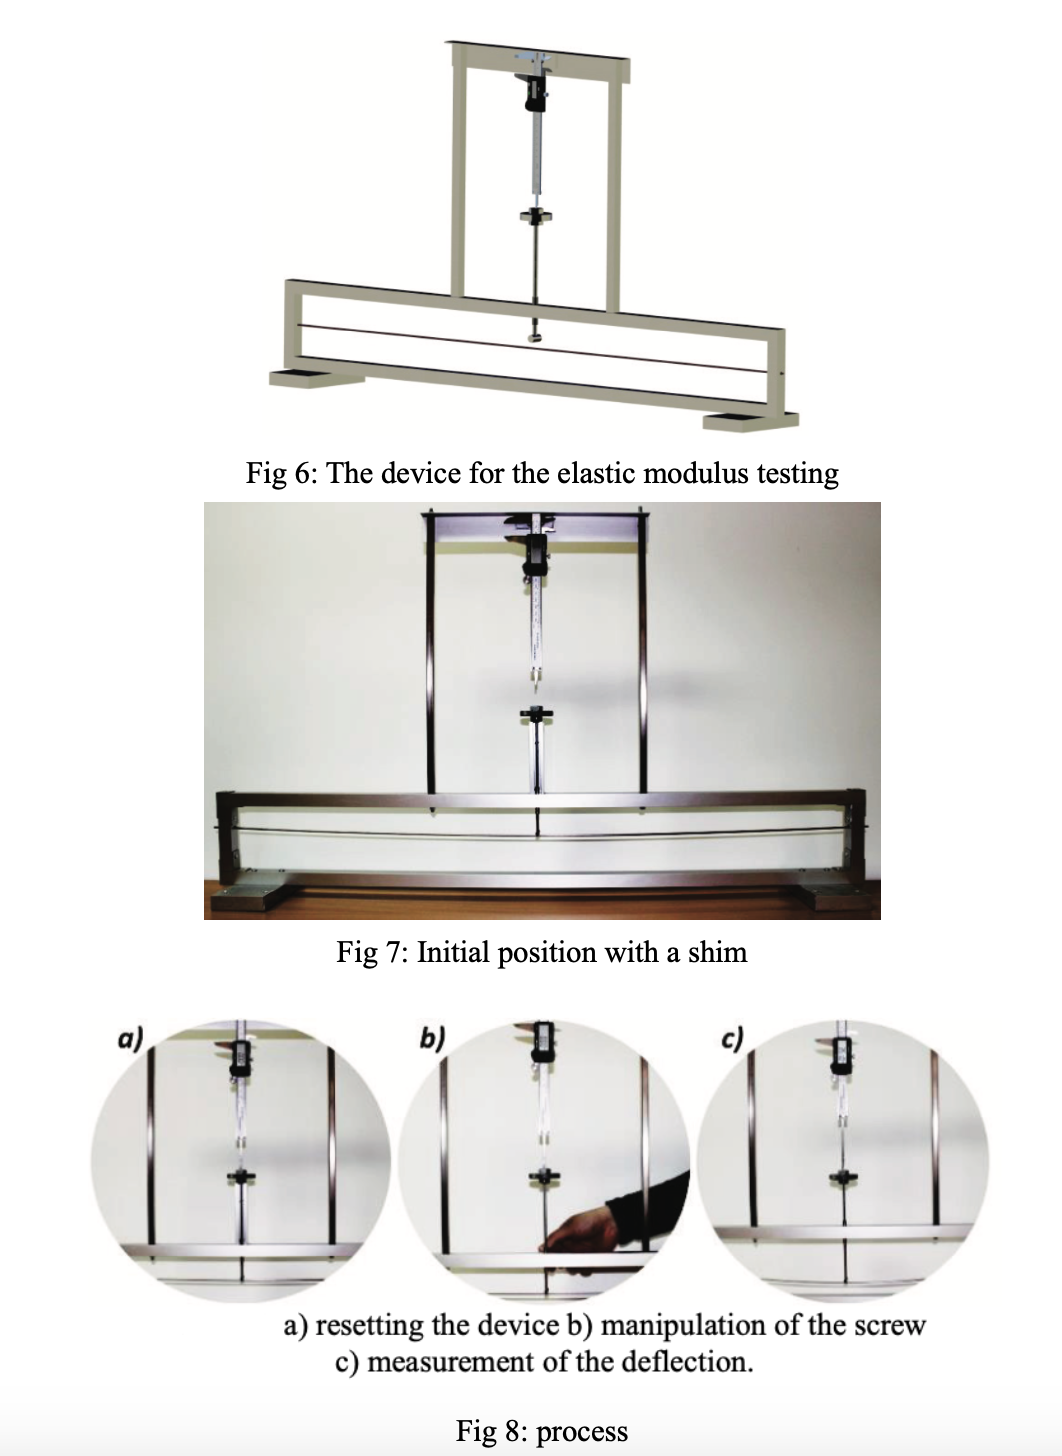 Fig 6: The device for the elastic modulus testing
Fig 7: Initial position with a shim
a)
b)
c)
a) resetting the device b) manipulation of the screw
c) measurement of the deflection.
Fig 8: process